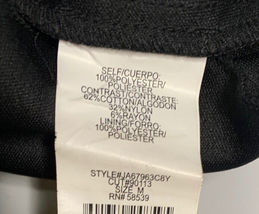 SELF/CUERPO:
100%POLYESTER/
POLIESTER
CONTRAST/CONTRASTE:
62%COTTON/ALGODON
32%NYLON
6%RAYON
LINING/FORRO:
100%POLYESTER/
POLIESTER
STYLE#JA67963C8Y
CUT#90113
SIZE: M
RN# 58539